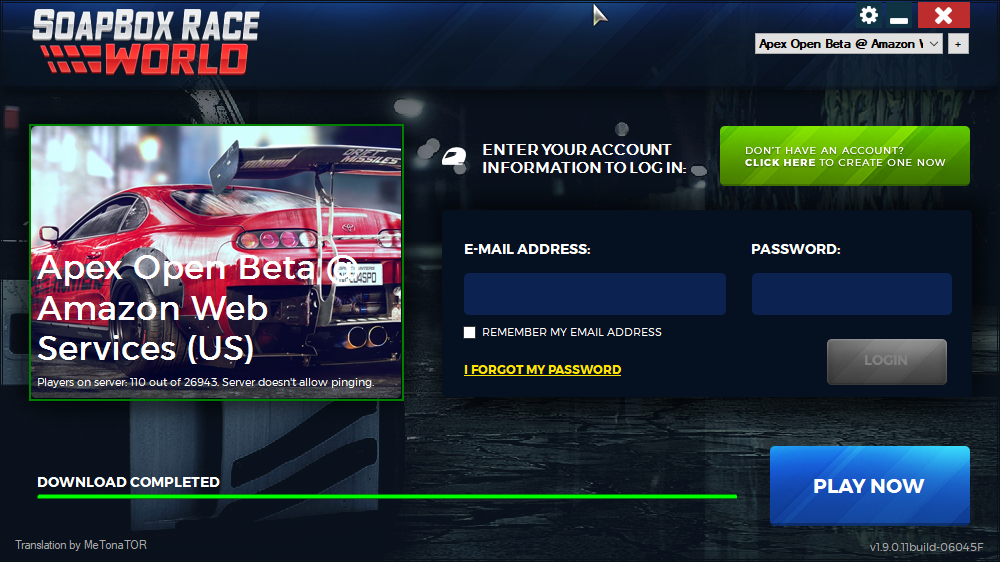 SOAPBOX RACE
WORLD
Apex Open Beta @ Amazon W
+
ENTER YOUR ACCOUNT
INFORMATION TO LOG IN:
DON'T HAVE AN ACCOUNT?
CLICK HERE TO CREATE ONE NOW
DRIFT
MISSILES
Apex Open Beta @
Amazon Web
Services (US)
Players on server: 110 out of 26943. Server doesn't allow pinging.
E-MAIL ADDRESS:
PASSWORD:
REMEMBER MY EMAIL ADDRESS
I FORGOT MY PASSWORD
LOGIN
DOWNLOAD COMPLETED
PLAY NOW
Translation by MeTonaTOR
v1.9.0.11build-06045F